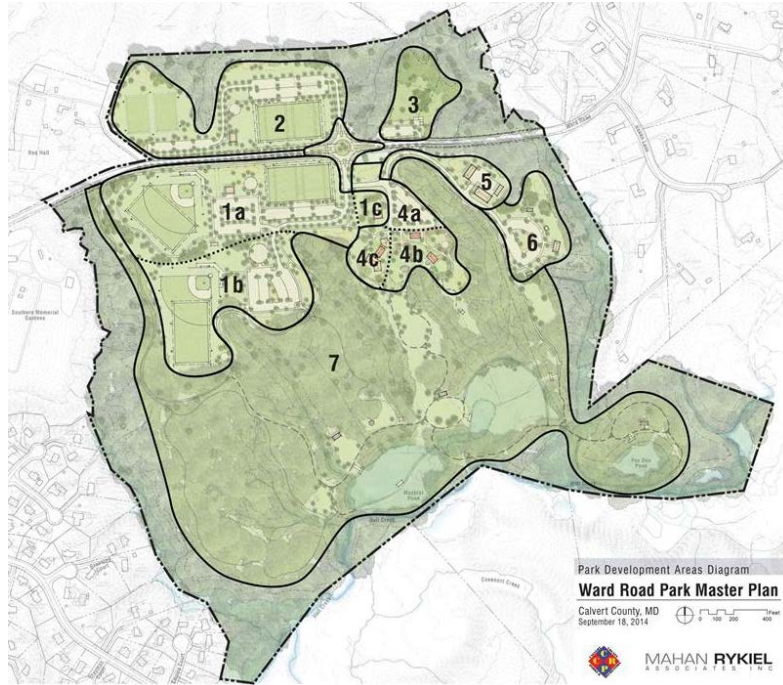 3
2
Ward Road
5
1a
1c
4a
6
4c
4b
1b
7
Park Development Areas Diagram
Ward Road Park Master Plan
Calvert County, MD
September 18, 2014
0 100 200 400
Feet
CRP
MAHAN RYKIEL
ASSOCIATES INC